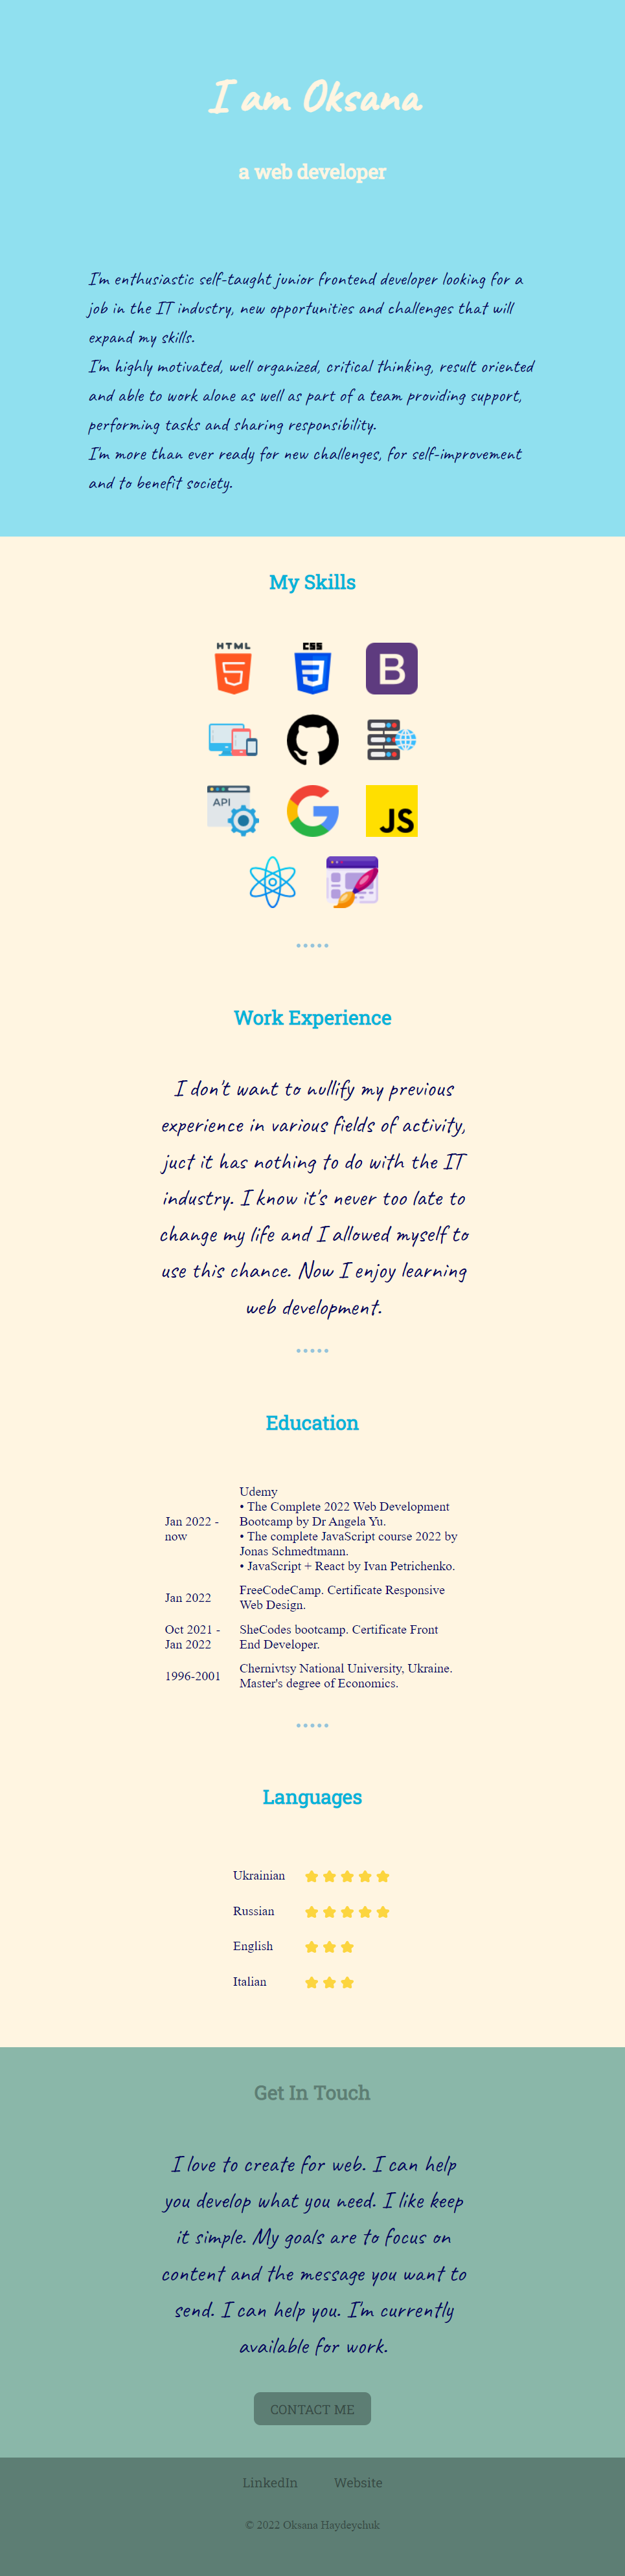 I am Oksana
a web developer
I'm enthusiastic self-taught junior frontend developer looking for a
job in the IT industry, new opportunities and challenges that will
expand my skills.
I'm highly motivated, well organized, critical thinking, result oriented
and able to work alone as well as part of a team providing support,
performing tasks and sharing responsibility.
I'm more than ever ready for new challenges, for self-improvement
and to benefit society.
My Skills
HTML
5
CSS
3
B
API
G
JS
Work Experience
I don't want to nullify my previous
experience in various fields of activity,
juct it has nothing to do with the IT
industry. I know it's never too late to
change my life and I allowed myself to
use this chance. Now I enjoy learning
web development.
Education
Jan 2022 -
now
Udemy
• The Complete 2022 Web Development
Bootcamp by Dr Angela Yu.
• The complete JavaScript course 2022 by
Jonas Schmedtmann.
• JavaScript + React by Ivan Petrichenko.
Jan 2022
FreeCodeCamp. Certificate Responsive
Web Design.
Oct 2021 -
Jan 2022
SheCodes bootcamp. Certificate Front
End Developer.
1996-2001
Chernivtsy National University, Ukraine.
Master's degree of Economics.
Languages
Ukrainian
Russian
English
Italian
Get In Touch
I love to create for web. I can help
you develop what you need. I like keep
it simple. My goals are to focus on
content and the message you want to
send. I can help you. I'm currently
available for work.
CONTACT ME
LinkedIn Website
© 2022 Oksana Haydeychuk